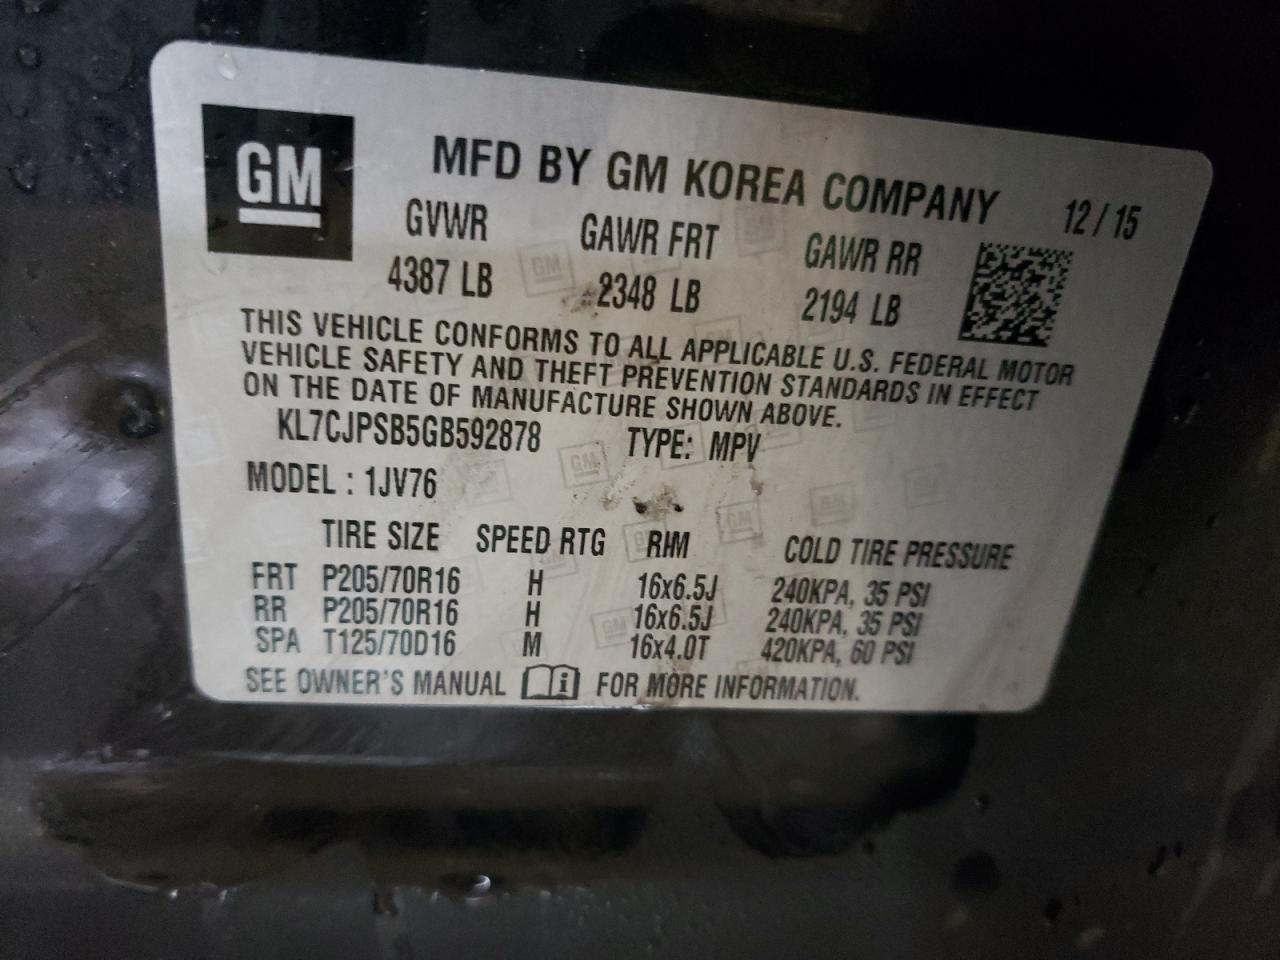 GM
MFD BY GM KOREA COMPANY 12/15
GVWR GAWR FRT GAWR RR
4387 LB 2348 LB 2194 LB
THIS VEHICLE CONFORMS TO ALL APPLICABLE U.S. FEDERAL MOTOR
VEHICLE SAFETY AND THEFT PREVENTION STANDARDS IN EFFECT
ON THE DATE OF MANUFACTURE SHOWN ABOVE.
KL7CJPSB5GB592878 TYPE: MPV
MODEL : 1JV76
TIRE SIZE SPEED RTG RHM COLD TIRE PRESSURE
FRT P205/70R16 H 16x6.5J 240KPA, 35 PSI
RR P205/70R16 H 16x6.5J 240KPA, 35 PSI
SPA T125/70D16 M 16x4.0T 420KPA, 60 PSI
SEE OWNER'S MANUAL i FOR MORE INFORMATION.